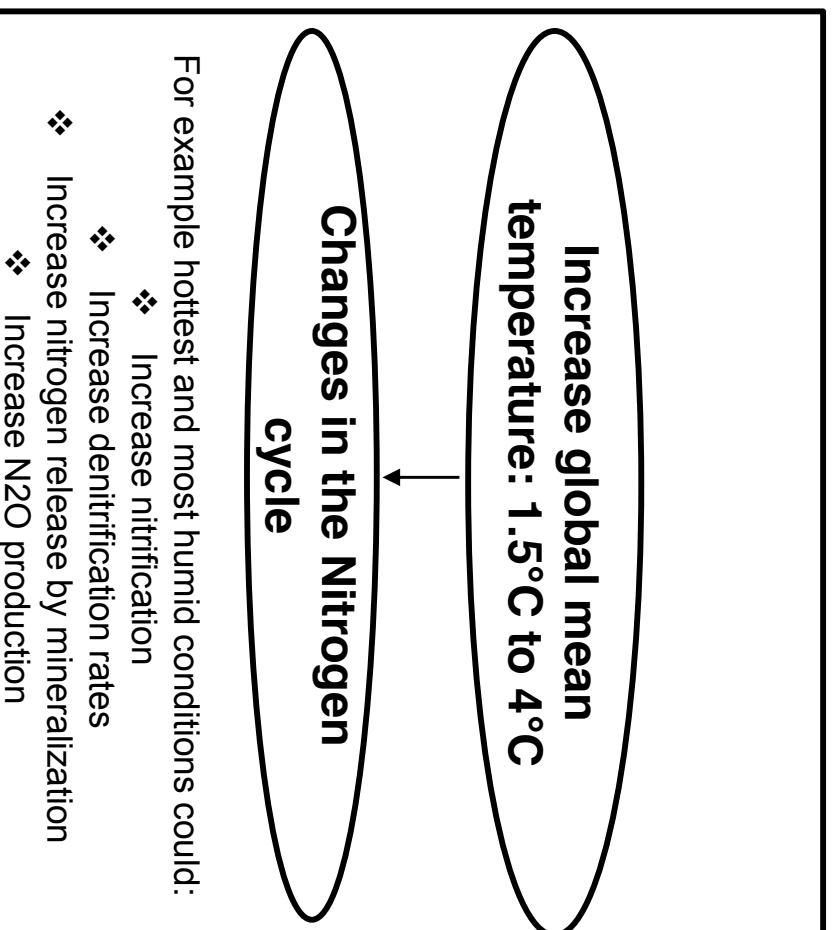 Increase global mean
temperature: 1.5°C to 4°C
Changes in the Nitrogen
cycle
For example hottest and most humid conditions could:
❖ Increase nitrification
❖ Increase denitrification rates
❖ Increase nitrogen release by mineralization
❖ Increase N2O production